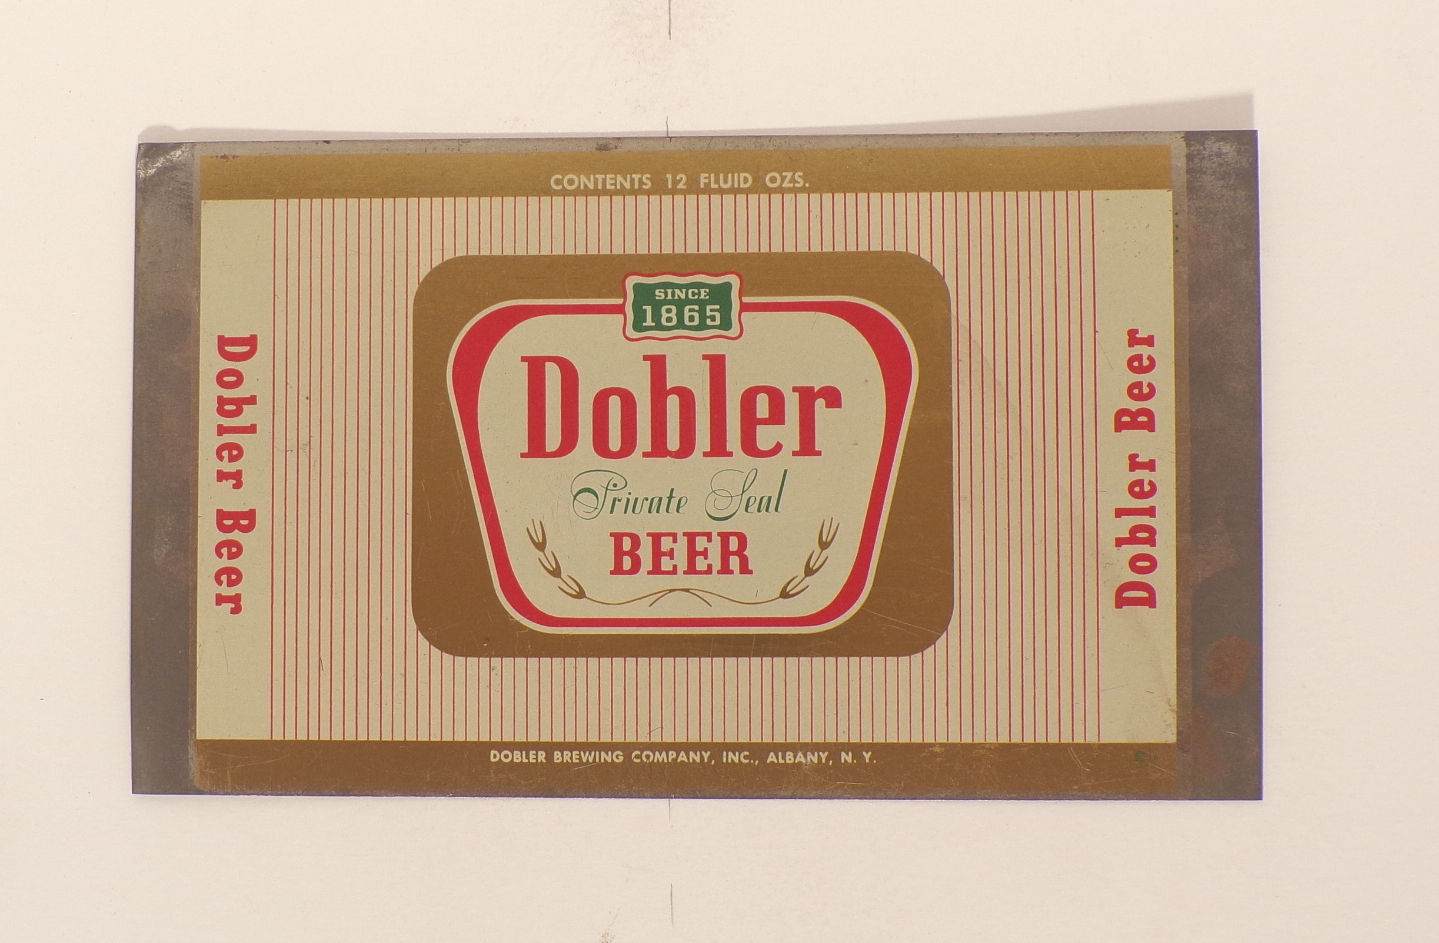 CONTENTS 12 FLUID OZS.
SINCE
1865
Dobler
Private Seal
BEER
Dobler Beer
Dobler Beer
DOBLER BREWING COMPANY, INC., ALBANY, N. Y.